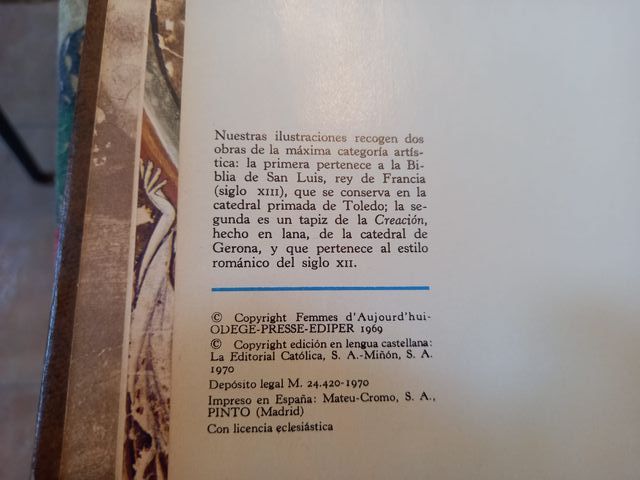 Nuestras ilustraciones recogen dos
obras de la máxima categoría artís-
tica: la primera pertenece a la Bi-
blia de San Luis, rey de Francia
(siglo XIII), que se conserva en la
catedral primada de Toledo; la se-
gunda es un tapiz de la Creación,
hecho en lana, de la catedral de
Gerona, y que pertenece al estilo
románico del siglo XII.
© Copyright Femmes d'Aujourd'hui-
ODEGE-PRESSE-EDIPER 1969
© Copyright edición en lengua castellana:
La Editorial Católica, S. A.-Miñón, S. A.
1970
Depósito legal M. 24.420-1970
Impreso en España: Mateu-Cromo, S. A.,
PINTO (Madrid)
Con licencia eclesiástica